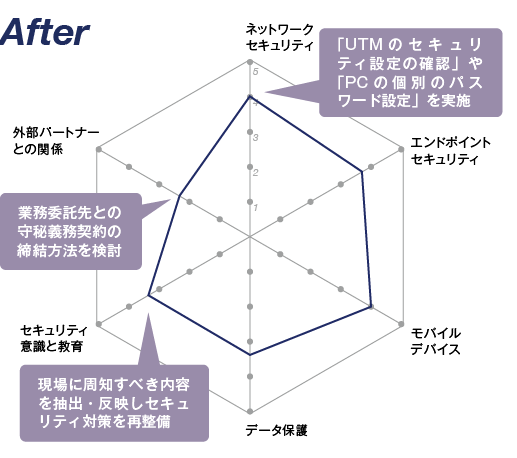 After
ネットワーク
セキュリティ
「UTMのセキュリ
ティ設定の確認」や
「PCの個別のパス
ワード設定」を実施
5
4
3
2
1
外部パートナー
との関係
エンドポイント
セキュリティ
業務委託先との
守秘義務契約の
締結方法を検討
セキュリティ
意識と教育
モバイル
デバイス
現場に周知すべき内容
を抽出・反映しセキュ
リティ対策を再整備
データ保護